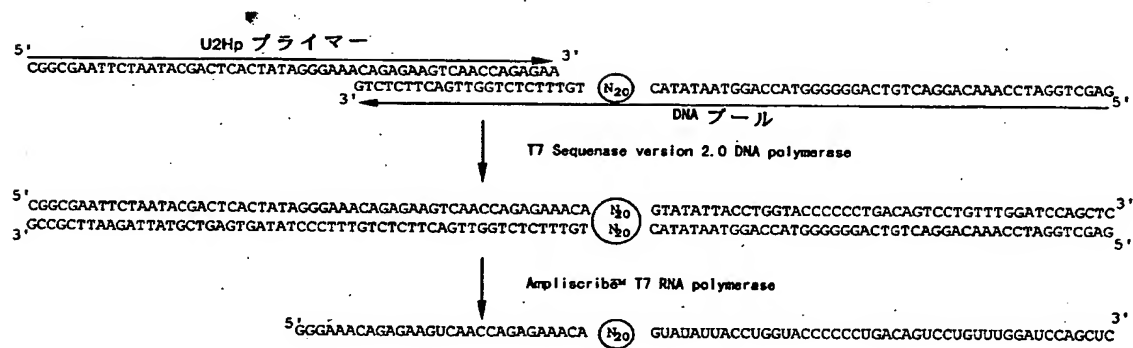 U2Hp プライマー
5' 3'
CGGCGAATTCTAATACGACTCACTATAGGGAAACAGAGAAGTCAACCAGAGAA
GTCTCTTCAGTTGGTCTCTTTGT N20 CATATAATGGACCATGGGGGGACTGTCAGGACAAACCTAGGTCGAG
3' 5'
DNA プール
T7 Sequenase version 2.0 DNA polymerase
5' CGGCGAATTCTAATACGACTCACTATAGGGAAACAGAGAAGTCAACCAGAGAAACA N20 GTATATTACCTGGTACCCCCCTGACAGTCCTGTTTGGATCCAGCTC 3'
3' GCCGCTTAAGATTATGCTGAGTGATATCCCTTTGTCTCTTCAGTTGGTCTCTTTGT N20 CATATAATGGACCATGGGGGGACTGTCAGGACAAACCTAGGTCGAG 5'
Ampliscribe™ T7 RNA polymerase
5' GGGAAACAGAGAAGUCAACCAGAGAAACA N20 GUAUAUUACCUGGUACCCCCCUGACAGUCCUGUUUGGAUCCAGCUC 3'